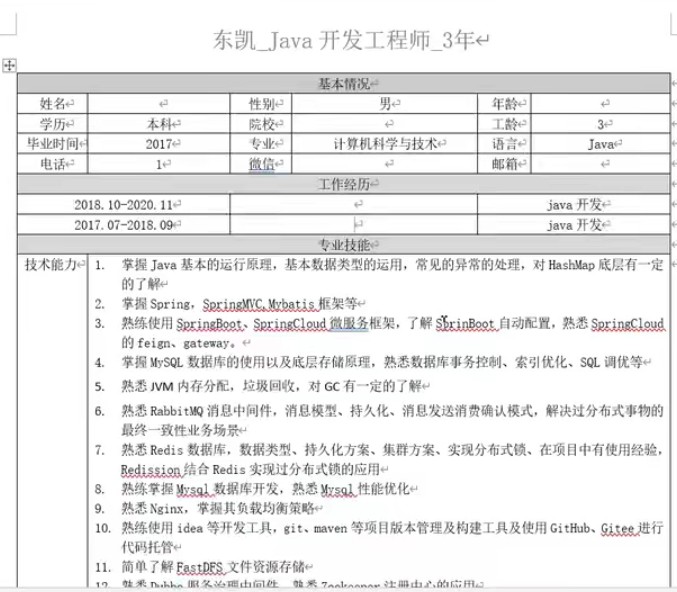 东凯_Java 开发工程师_3年
基本情况
姓名 性别 男 年龄
学历 本科 院校 工龄 3
毕业时间 2017 专业 计算机科学与技术 语言 Java
电话 1 微信 邮箱
工作经历
2018.10-2020.11 java 开发
2017.07-2018.09 java 开发
专业技能
技术能力 1. 掌握 Java 基本的运行原理，基本数据类型的运用，常见的异常的处理，对 HashMap 底层有一定
的了解
2. 掌握 Spring，SpringMVC,Mybatis 框架等
3. 熟练使用 SpringBoot、SpringCloud 微服务框架，了解 SprinBoot 自动配置，熟悉 SpringCloud
的 feign、gateway。
4. 掌握 MySQL 数据库的使用以及底层存储原理，熟悉数据库事务控制、索引优化、SQL 调优等
5. 熟悉 JVM 内存分配，垃圾回收，对 GC 有一定的了解
6. 熟悉 RabbitMQ 消息中间件，消息模型、持久化、消息发送消费确认模式，解决过分布式事物的
最终一致性业务场景
7. 熟悉 Redis 数据库，数据类型、持久化方案、集群方案、实现分布式锁、在项目中有使用经验，
Redission 结合 Redis 实现过分布式锁的应用
8. 熟练掌握 Mysql 数据库开发，熟悉 Mysql 性能优化
9. 熟悉 Nginx，掌握其负载均衡策略
10. 熟练使用 idea 等开发工具，git、maven 等项目版本管理及构建工具及使用 GitHub、Gitee 进行
代码托管
11. 简单了解 FastDFS 文件资源存储
12. 熟悉 Dubbo 服务治理中间件，熟悉 Zookeeper 注册中心的应用